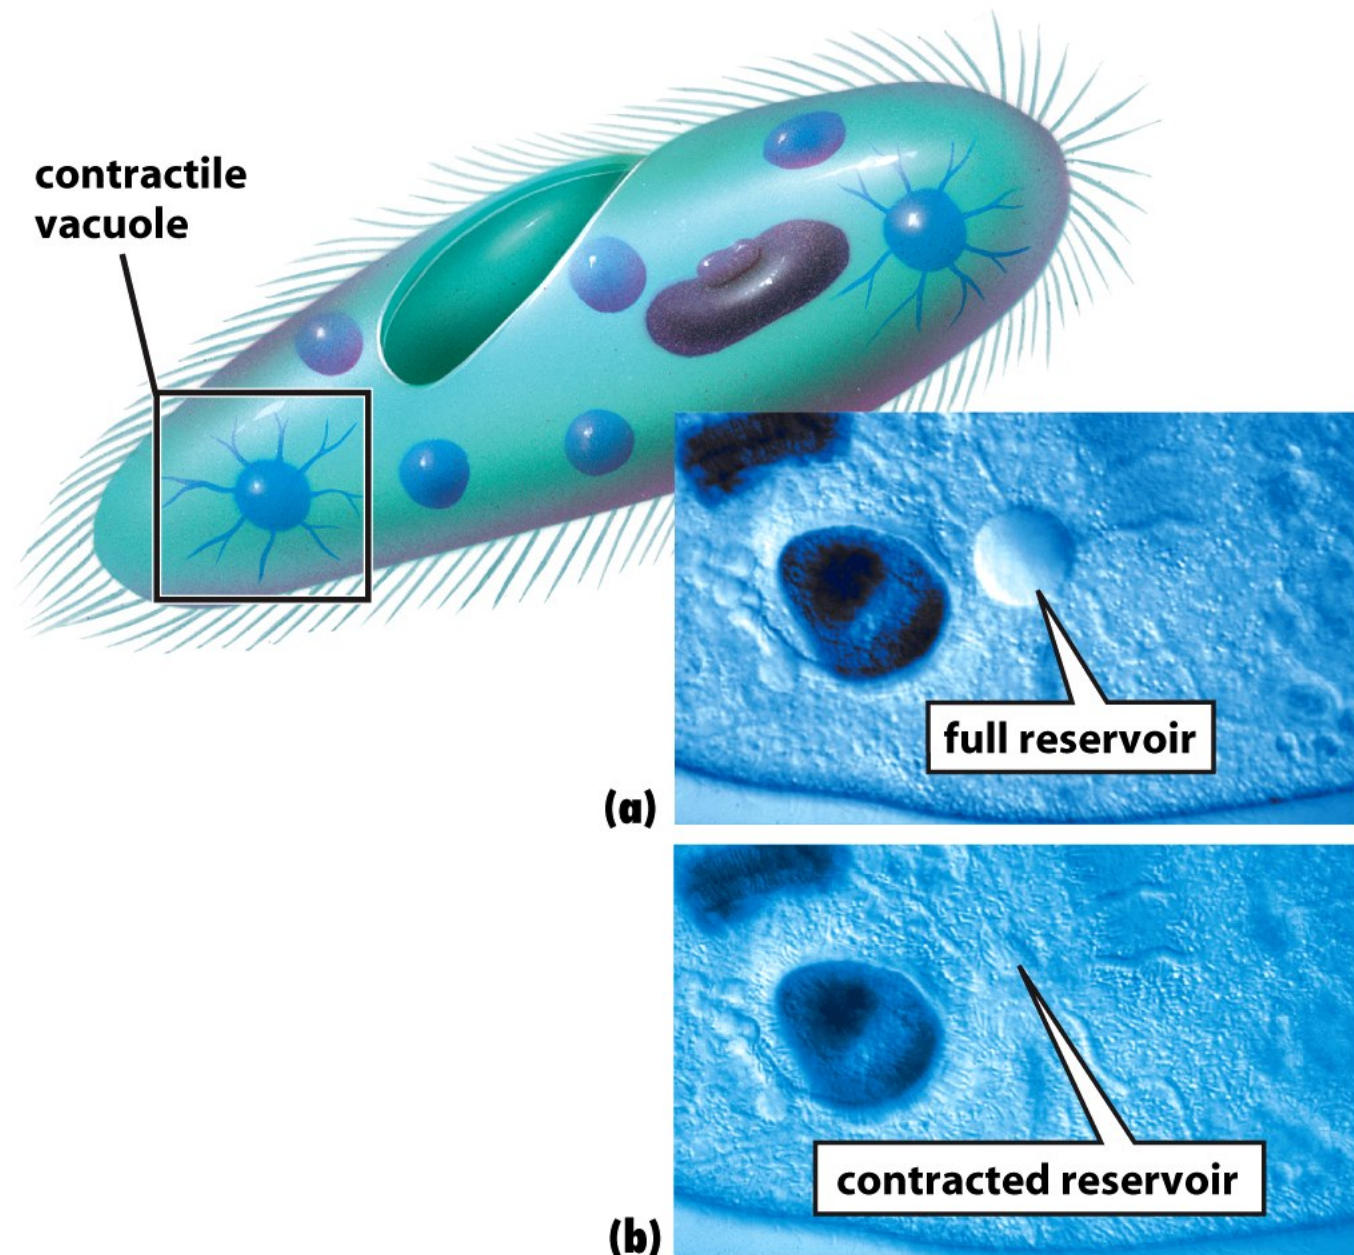 contractile
vacuole
full reservoir
(a)
contracted reservoir
(b)